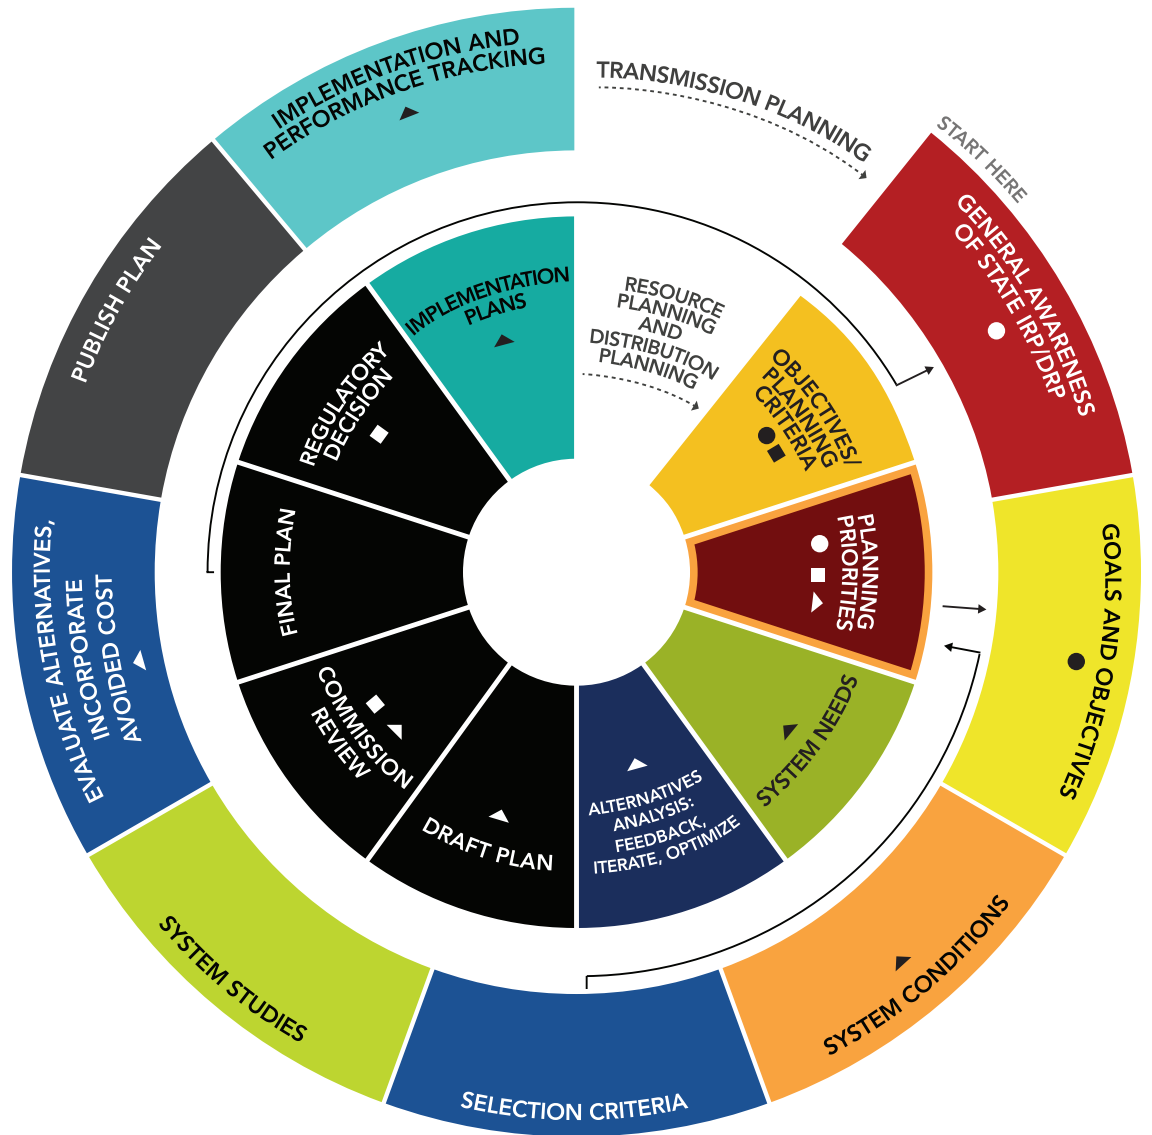 TRANSMISSION PLANNING
START HERE
GENERAL AWARENESS
OF STATE IRP/DRP
GOALS AND OBJECTIVES
SYSTEM CONDITIONS
SELECTION CRITERIA
SYSTEM STUDIES
EVALUATE ALTERNATIVES,
INCORPORATE
AVOIDED COST
PUBLISH PLAN
IMPLEMENTATION AND
PERFORMANCE TRACKING
RESOURCE
PLANNING
AND
DISTRIBUTION
PLANNING
OBJECTIVES/
PLANNING
CRITERIA
PLANNING
PRIORITIES
SYSTEM NEEDS
ALTERNATIVES
ANALYSIS:
FEEDBACK,
ITERATE, OPTIMIZE
DRAFT PLAN
COMMISSION
REVIEW
FINAL PLAN
REGULATORY
DECISION
IMPLEMENTATION
PLANS